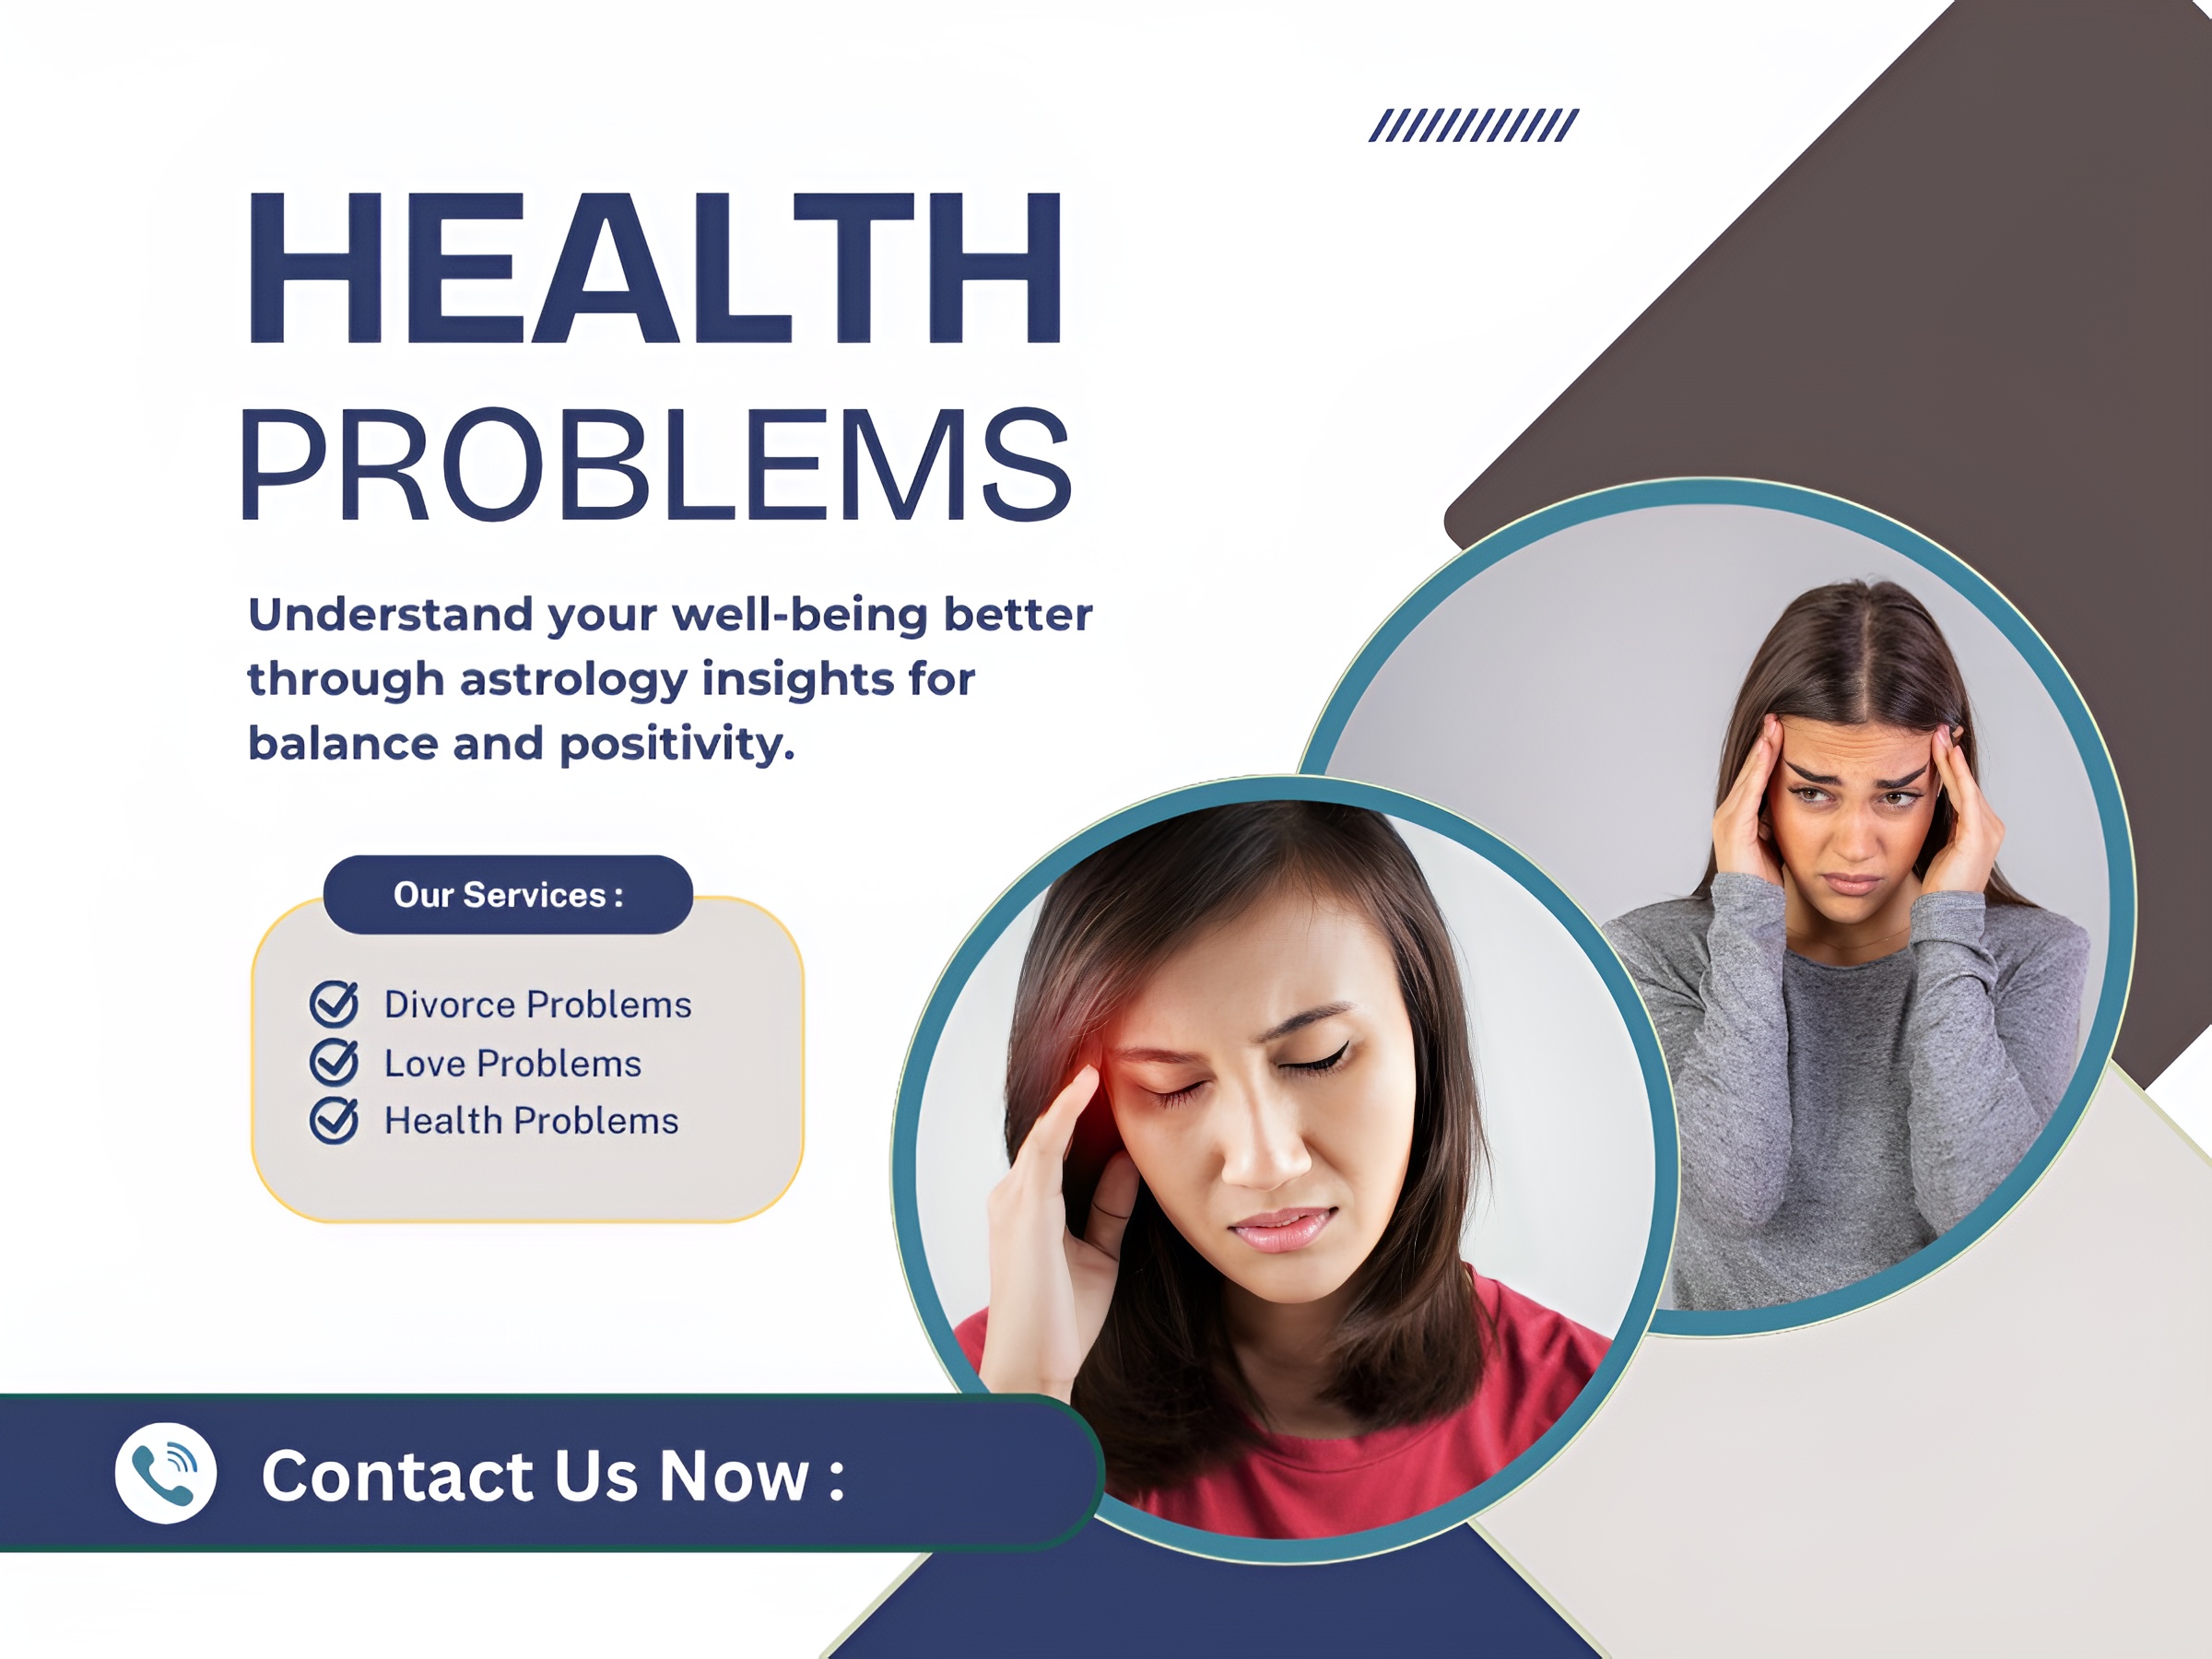 HEALTH
PROBLEMS
Understand your well-being better
through astrology insights for
balance and positivity.
Our Services :
Divorce Problems
Love Problems
Health Problems
Contact Us Now :